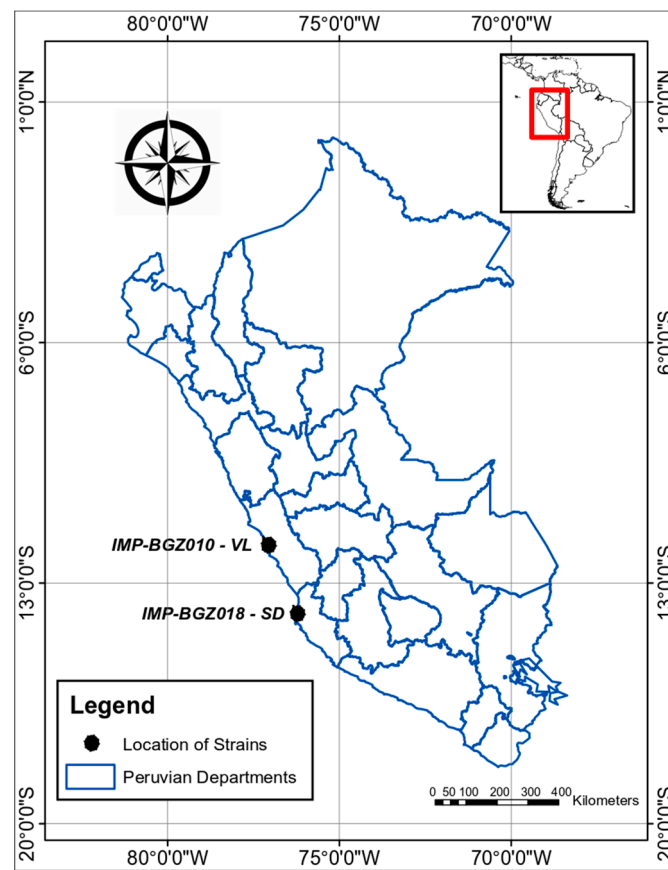 80°0'0"W 75°0'0"W 70°0'0"W
1°0'0"N 1°0'0"N
6°0'0"S 6°0'0"S
IMP-BGZ010 - VL
13°0'0"S 13°0'0"S
IMP-BGZ018 - SD
Legend
Location of Strains
Peruvian Departments
0 50 100 200 300 400
Kilometers
20°0'0"S 20°0'0"S
80°0'0"W 75°0'0"W 70°0'0"W